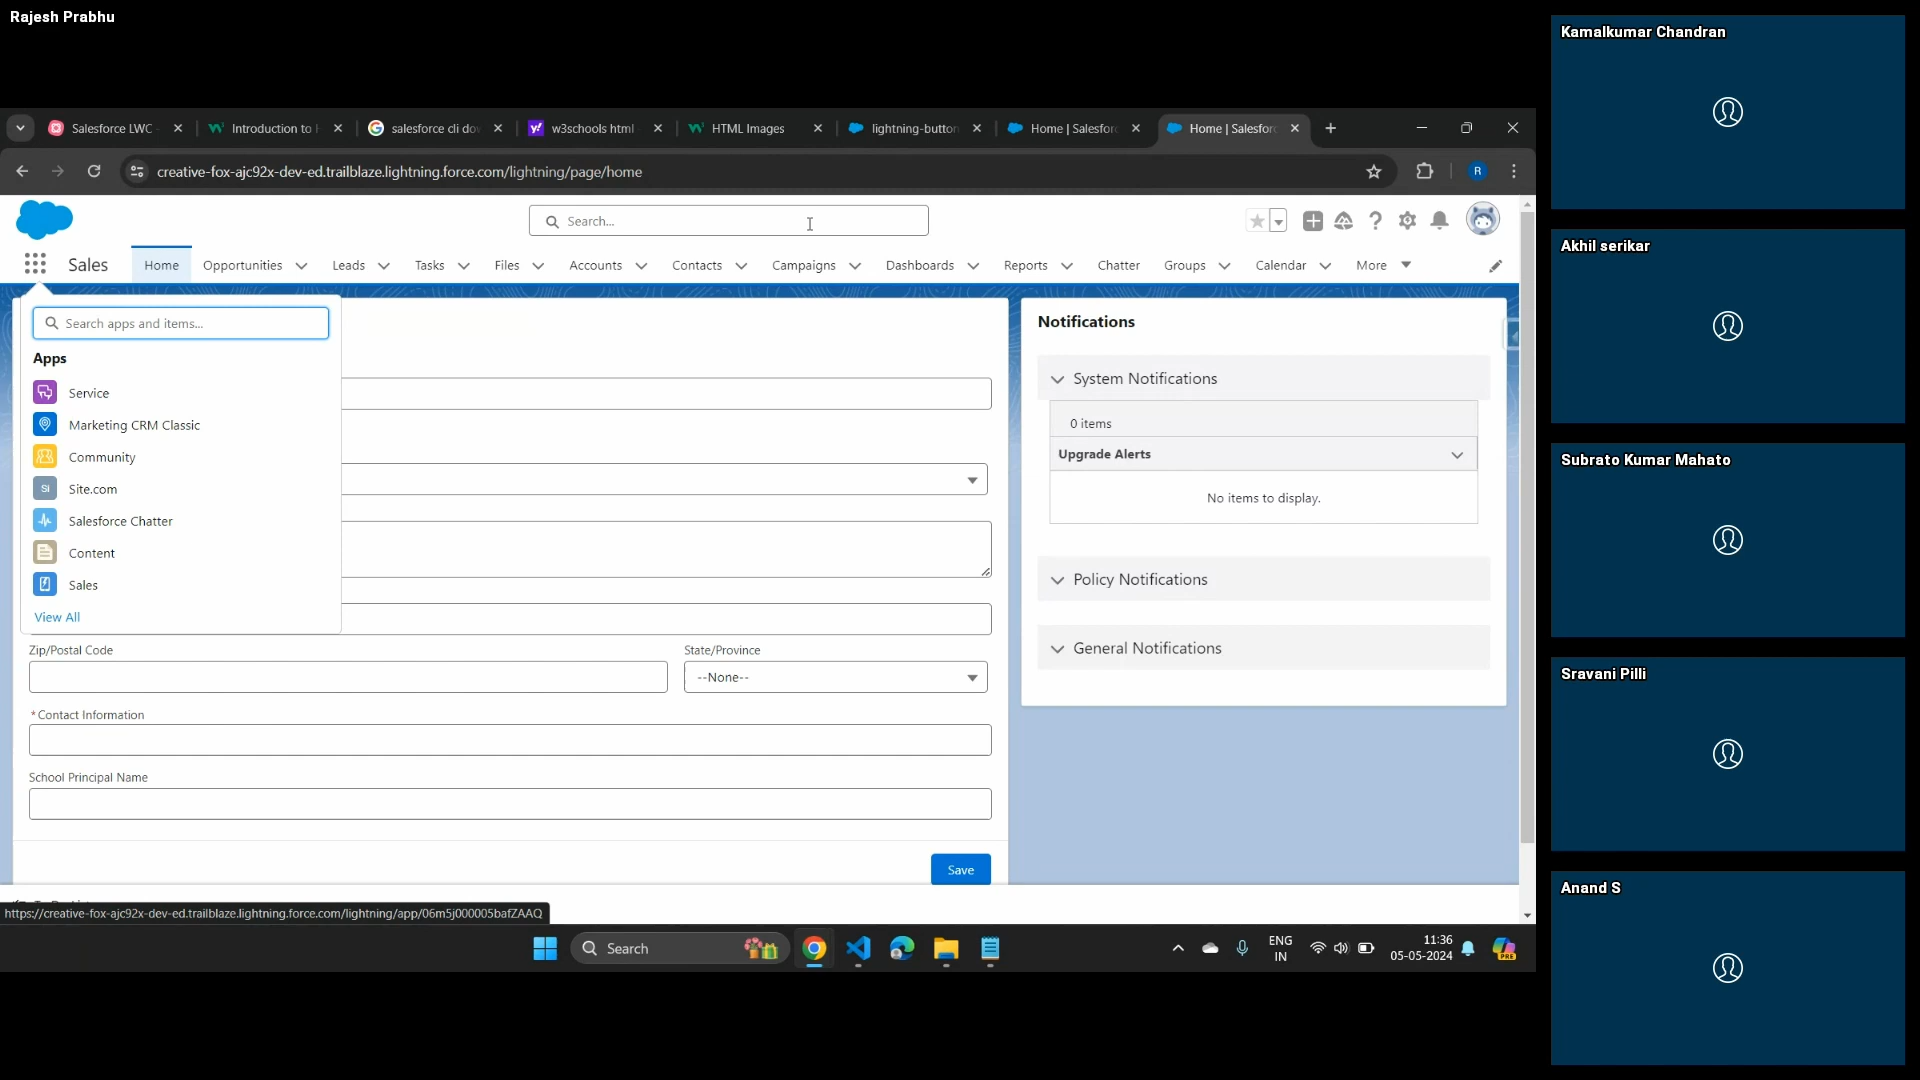 Rajesh Prabhu
Kamalkumar Chandran
Salesforce LWC -
Introduction to H
salesforce cli dow
w3schools html
HTML Images
lightning-button
Home | Salesforc
Home | Salesforc
creative-fox-ajc92x-dev-ed.trailblaze.lightning.force.com/lightning/page/home
R
Search...
Sales
Home
Opportunities
Leads
Tasks
Files
Accounts
Contacts
Campaigns
Dashboards
Reports
Chatter
Groups
Calendar
More
Search apps and items...
Apps
Service
Marketing CRM Classic
Community
SI
Site.com
Salesforce Chatter
Content
Sales
View All
Zip/Postal Code
State/Province
--None--
*Contact Information
School Principal Name
Save
Notifications
System Notifications
0 items
Upgrade Alerts
No items to display.
Policy Notifications
General Notifications
https://creative-fox-ajc92x-dev-ed.trailblaze.lightning.force.com/lightning/app/06m5j000005bafZAAQ
Search
ENG
IN
11:36
05-05-2024
PRE
Akhil serikar
Subrato Kumar Mahato
Sravani Pilli
Anand S